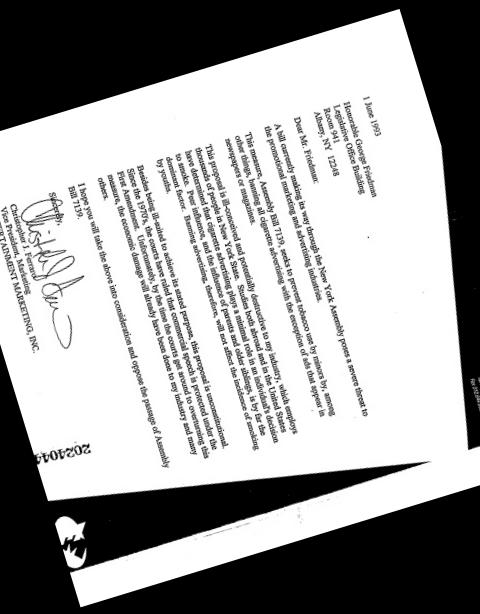 1 June 1993
Honorable George Friedman
Legislative Office Building
Room 941
Albany, NY 12248
Dear Mr. Friedman:
A bill currently making its way through the New York Assembly poses a severe threat to
the promotional marketing and advertising industries.
This measure, Assembly Bill 7139, seeks to prevent tobacco use by minors by, among
other things, banning all cigarette advertising with the exception of ads that appear in
newspapers or magazines.
This proposal is ill-conceived and potentially destructive to my industry, which employs
thousands of people in New York State. Studies both abroad and in the United States
have determined that cigarette advertising plays a minimal role in an individual's decision
to smoke. Peer influence, and the influence of parents and older siblings, is by far the
dominant factor. Banning advertising, therefore, will not affect the incidence of smoking
by youths.
Besides being ill-suited to achieve its stated purpose, this proposal is unconstitutional.
Since the 1970's, the courts have ruled that commercial speech is protected under the
First Amendment. Unfortunately, by the time the courts get around to overturning this
measure, the economic damage will already have been done to my industry and many
others.
I hope you will take the above into consideration and oppose the passage of Assembly
Bill 7139.
Sincerely,
Christopher J. Ferrara
Vice President, Marketing
ENTERTAINMENT MARKETING, INC.